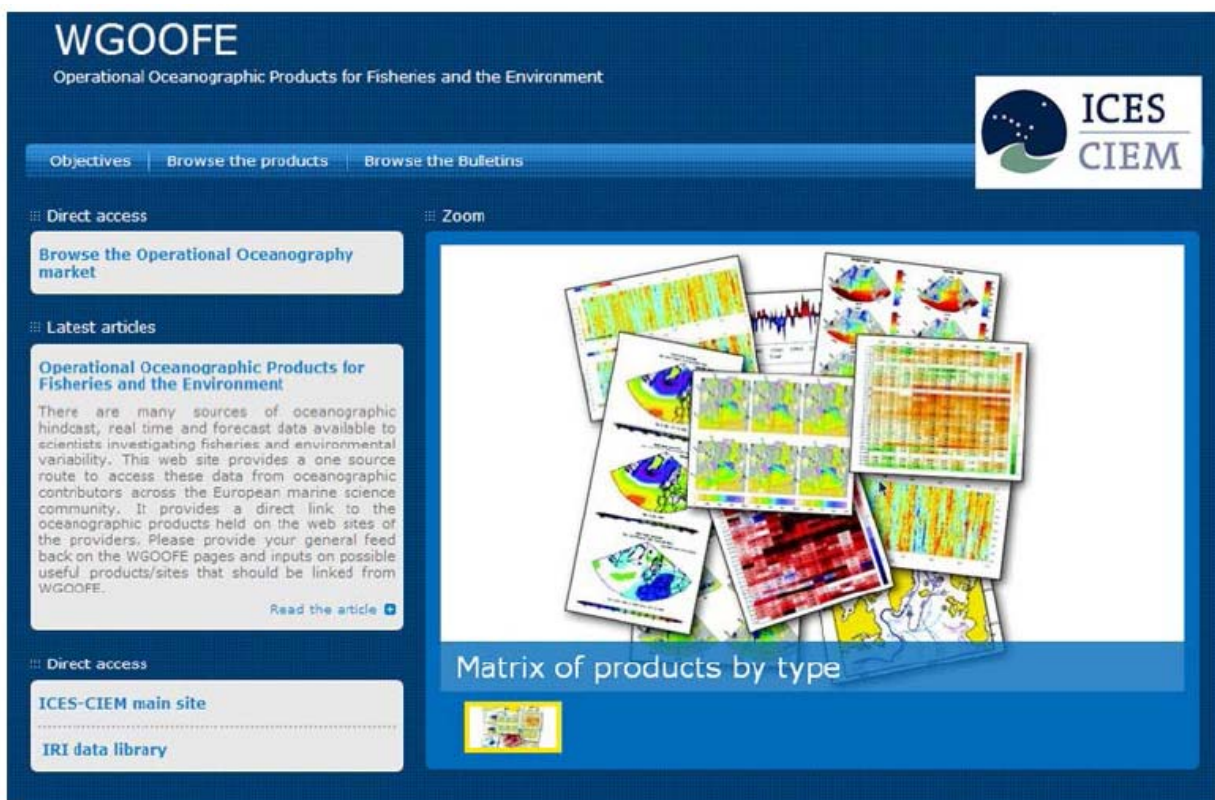 WGOOFE
Operational Oceanographic Products for Fisheries and the Environment
ICES
CIEM
Objectives
Browse the products
Browse the Bulletins
Direct access
Browse the Operational Oceanography
market
Latest articles
Operational Oceanographic Products for
Fisheries and the Environment
There are many sources of oceanographic
hindcast, real time and forecast data available to
scientists investigating fisheries and environmental
variability. This web site provides a one source
route to access these data from oceanographic
contributors across the European marine science
community. It provides a direct link to the
oceanographic products held on the web sites of
the providers. Please provide your general feed
back on the WGOOFE pages and inputs on possible
useful products/sites that should be linked from
WGOOFE.
Read the article
Direct access
ICES-CIEM main site
IRI data library
Zoom
Matrix of products by type